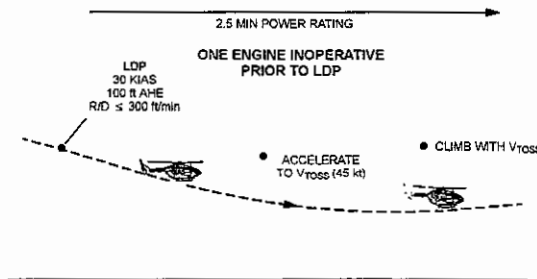 2.5 MIN POWER RATING
ONE ENGINE INOPERATIVE
PRIOR TO LDP
LDP
30 KIAS
100 ft AHE
R/D ≤ 300 ft/min
ACCELERATE
TO VTOSS (45 kt)
CLIMB WITH VTOSS